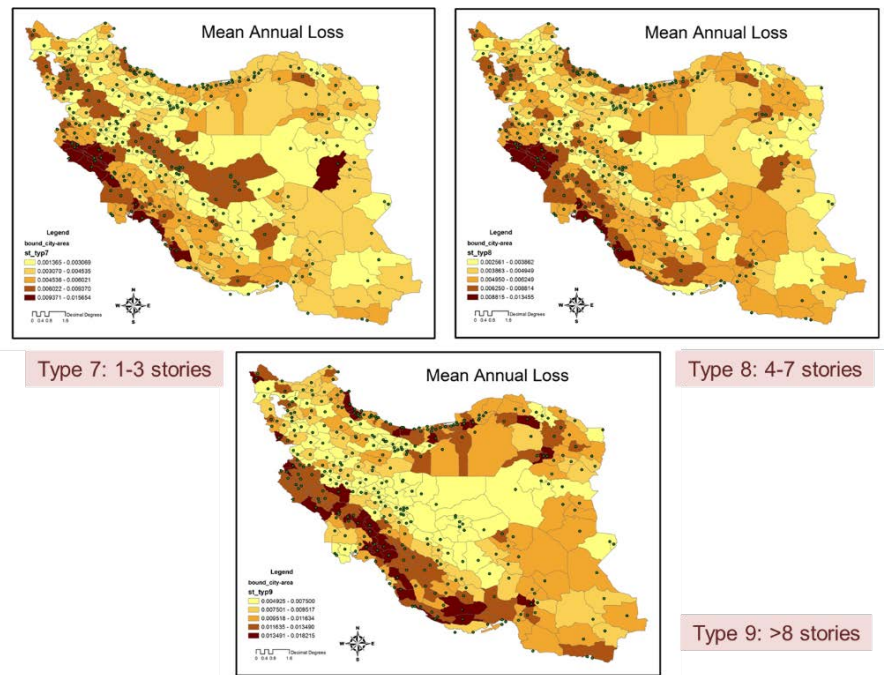 Mean Annual Loss
Legend
bound_city-area
st_typ7
0.001365 - 0.003069
0.003070 - 0.004535
0.004536 - 0.006021
0.006022 - 0.009370
0.009371 - 0.015654
N
W E
S
Decimal Degrees
Mean Annual Loss
Legend
bound_city-area
st_typ8
0.002561 - 0.003862
0.003863 - 0.004949
0.004950 - 0.006249
0.006250 - 0.008814
0.008815 - 0.013455
N
W E
S
Decimal Degrees
Type 7: 1-3 stories
Type 8: 4-7 stories
Mean Annual Loss
Legend
bound_city-area
st_typ9
0.004925 - 0.007500
0.007501 - 0.009517
0.009518 - 0.011634
0.011635 - 0.013490
0.013491 - 0.018215
N
W E
S
Decimal Degrees
Type 9: >8 stories